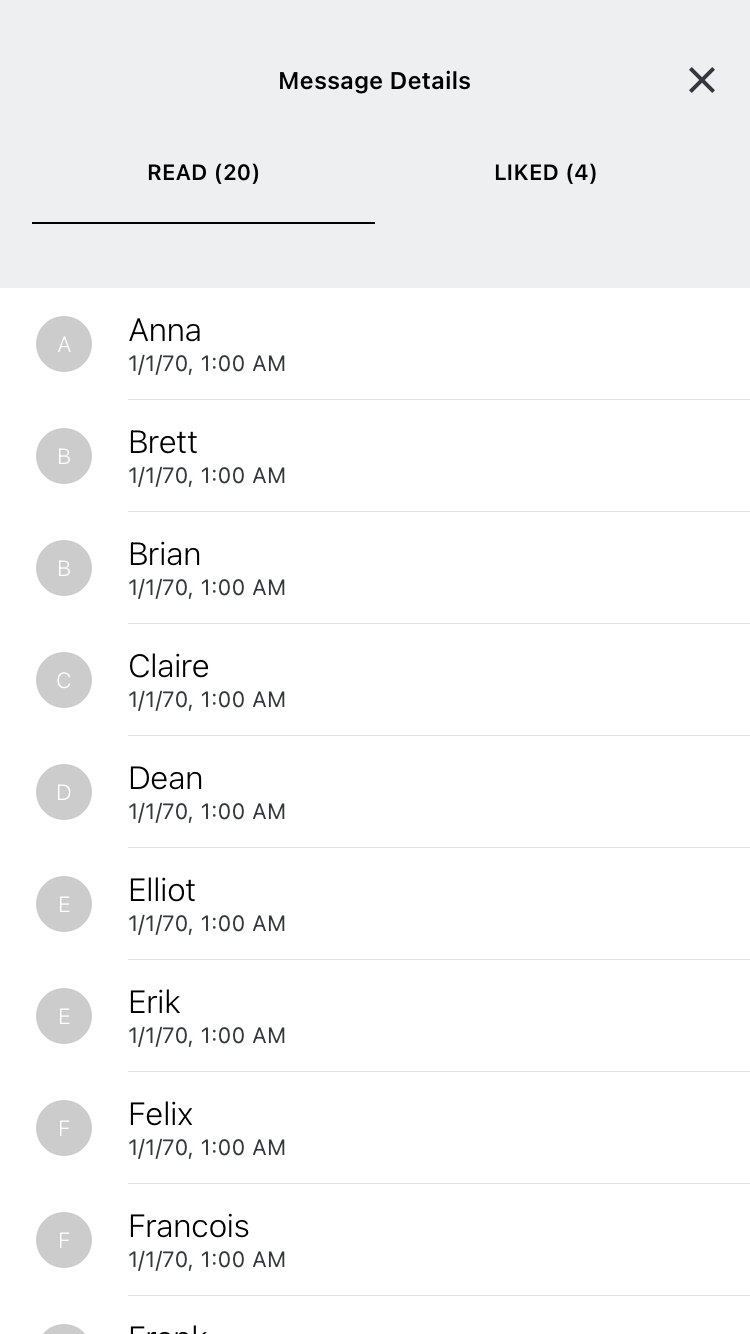 Message Details
READ (20) LIKED (4)
A
Anna
1/1/70, 1:00 AM
B
Brett
1/1/70, 1:00 AM
B
Brian
1/1/70, 1:00 AM
C
Claire
1/1/70, 1:00 AM
D
Dean
1/1/70, 1:00 AM
E
Elliot
1/1/70, 1:00 AM
E
Erik
1/1/70, 1:00 AM
F
Felix
1/1/70, 1:00 AM
F
Francois
1/1/70, 1:00 AM
Frank